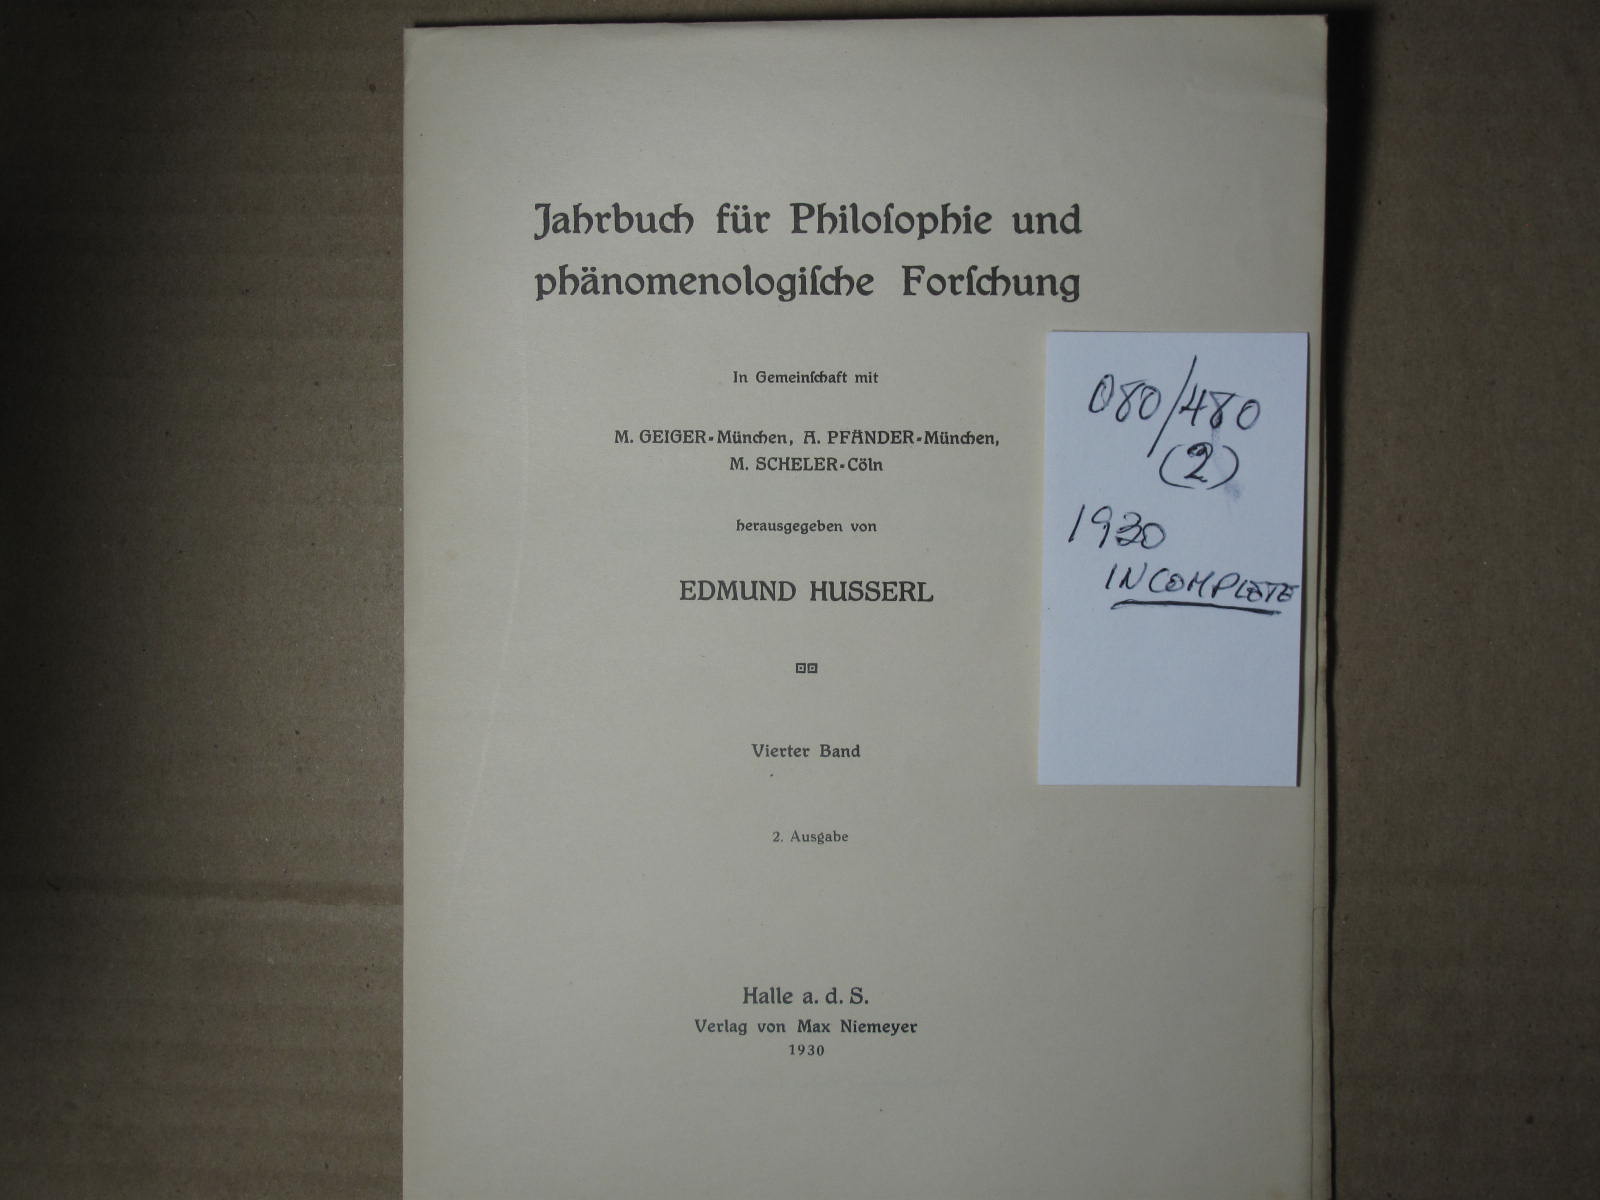 Jahrbuch für Philoſophie und
phänomenologiſche Forſchung
In Gemeinſchaft mit
M. GEIGER-München, A. PFÄNDER-München,
M. SCHELER-Cöln
herausgegeben von
EDMUND HUSSERL
Vierter Band
2. Ausgabe
Halle a. d. S.
Verlag von Max Niemeyer
1930
080/480
(2)
1930
INCOMPLETE